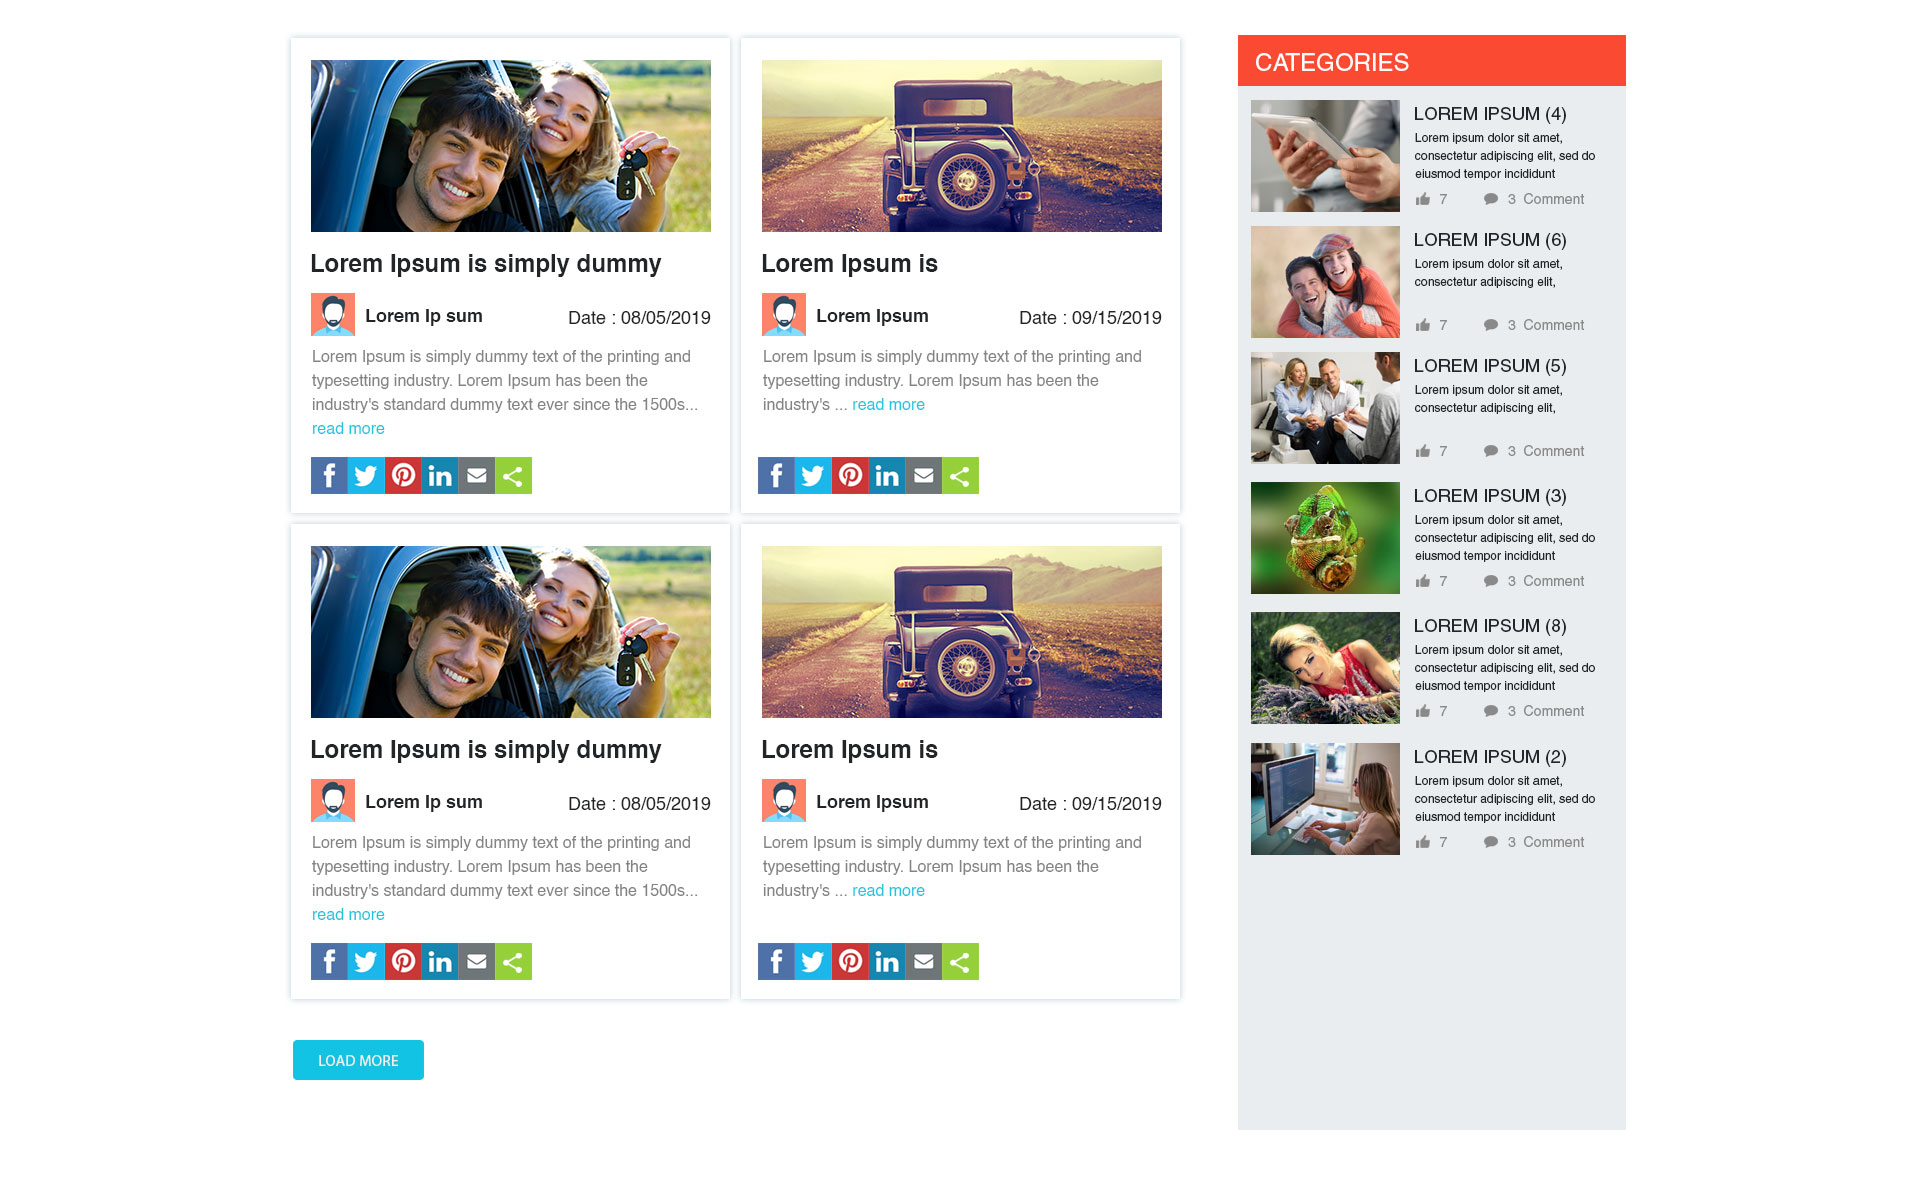 Lorem Ipsum is simply dummy
Lorem Ip sum
Date : 08/05/2019
Lorem Ipsum is simply dummy text of the printing and
typesetting industry. Lorem Ipsum has been the
industry's standard dummy text ever since the 1500s...
read more
Lorem Ipsum is
Lorem Ipsum
Date : 09/15/2019
Lorem Ipsum is simply dummy text of the printing and
typesetting industry. Lorem Ipsum has been the
industry's ... read more
Lorem Ipsum is simply dummy
Lorem Ip sum
Date : 08/05/2019
Lorem Ipsum is simply dummy text of the printing and
typesetting industry. Lorem Ipsum has been the
industry's standard dummy text ever since the 1500s...
read more
Lorem Ipsum is
Lorem Ipsum
Date : 09/15/2019
Lorem Ipsum is simply dummy text of the printing and
typesetting industry. Lorem Ipsum has been the
industry's ... read more
LOAD MORE
CATEGORIES
LOREM IPSUM (4)
Lorem ipsum dolor sit amet,
consectetur adipiscing elit, sed do
eiusmod tempor incididunt
7 3 Comment
LOREM IPSUM (6)
Lorem ipsum dolor sit amet,
consectetur adipiscing elit,
7 3 Comment
LOREM IPSUM (5)
Lorem ipsum dolor sit amet,
consectetur adipiscing elit,
7 3 Comment
LOREM IPSUM (3)
Lorem ipsum dolor sit amet,
consectetur adipiscing elit, sed do
eiusmod tempor incididunt
7 3 Comment
LOREM IPSUM (8)
Lorem ipsum dolor sit amet,
consectetur adipiscing elit, sed do
eiusmod tempor incididunt
7 3 Comment
LOREM IPSUM (2)
Lorem ipsum dolor sit amet,
consectetur adipiscing elit, sed do
eiusmod tempor incididunt
7 3 Comment